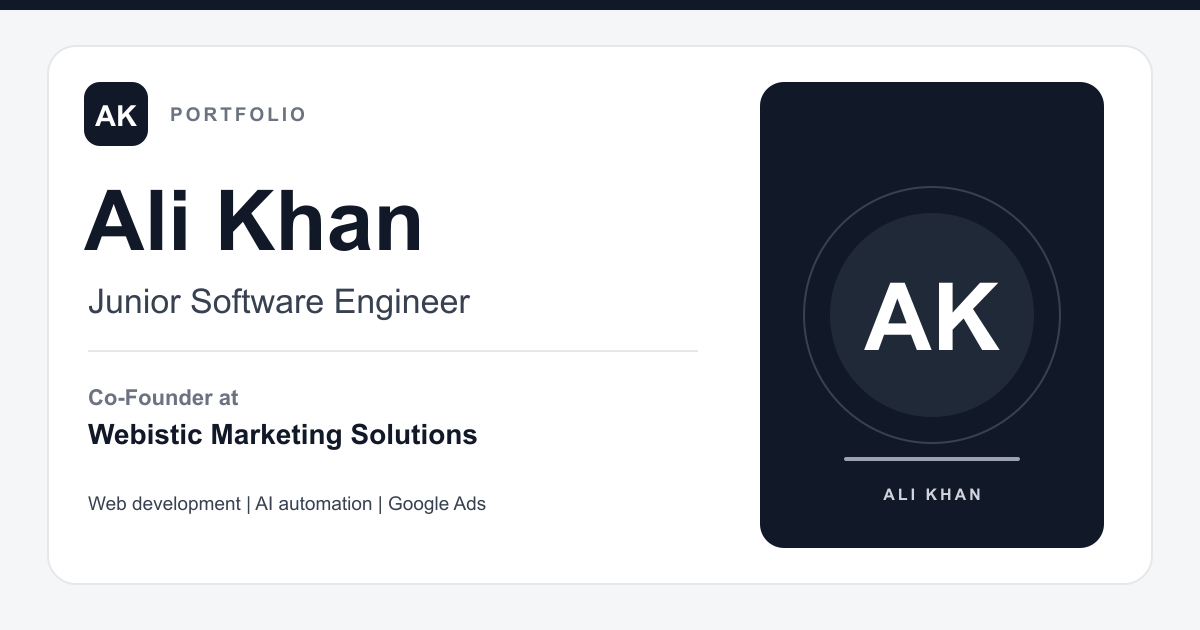 AK
PORTFOLIO
Ali Khan
Junior Software Engineer
Co-Founder at
Webistic Marketing Solutions
Web development | AI automation | Google Ads
AK
ALI KHAN